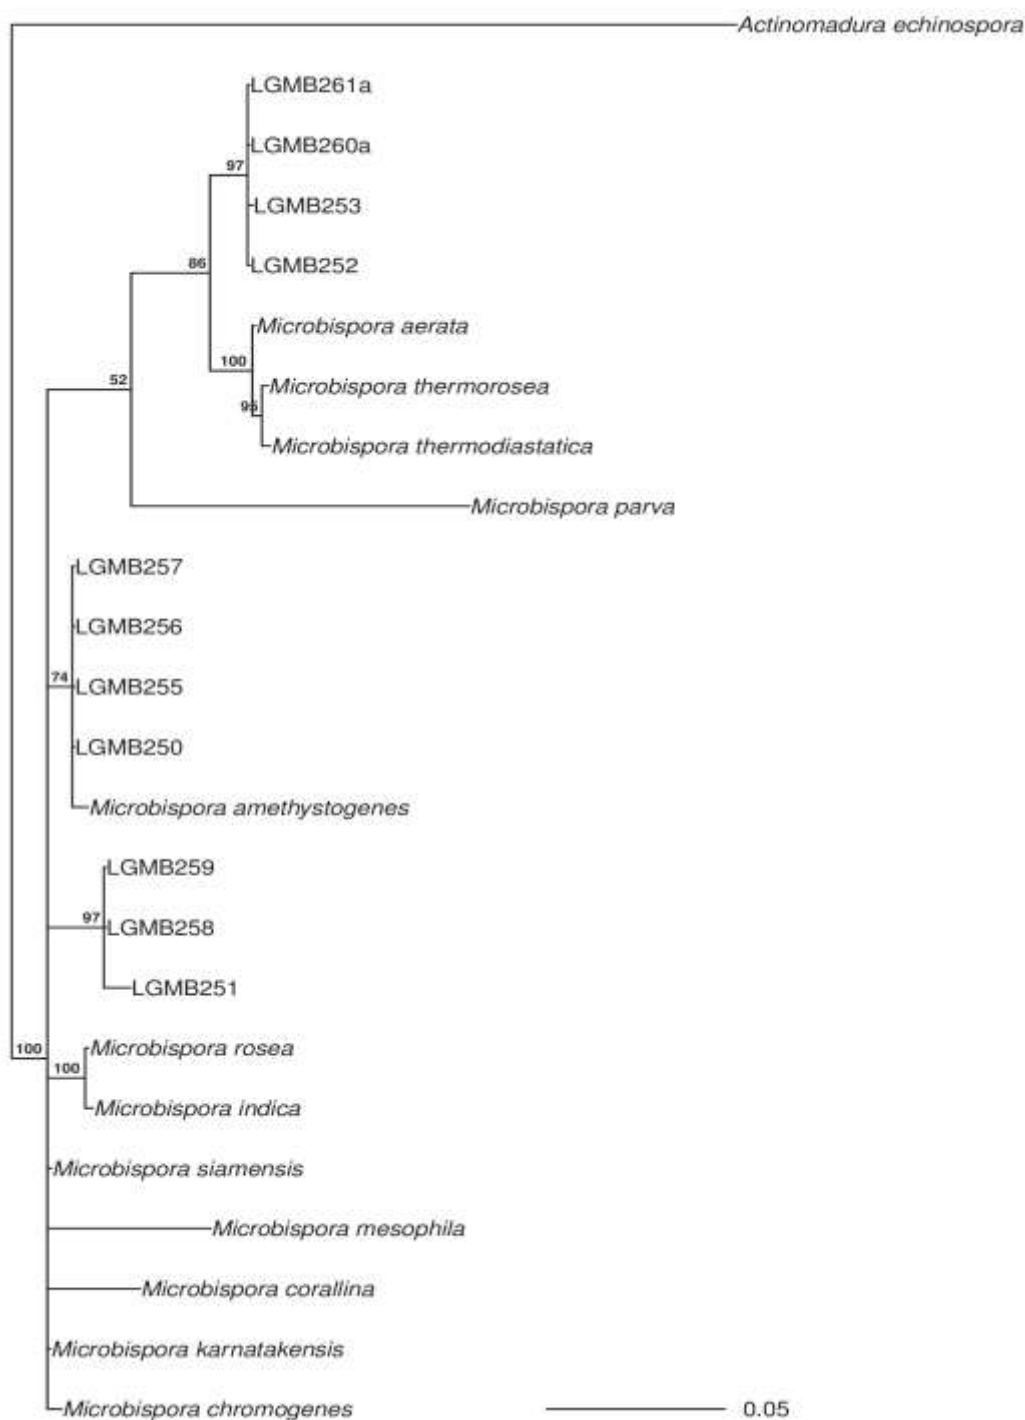 Actinomadura echinospora
LGMB261a
LGMB260a
97
LGMB253
LGMB252
86
Microbispora aerata
100
Microbispora thermorosea
52
95
Microbispora thermodiastatica
Microbispora parva
LGMB257
LGMB256
74
LGMB255
LGMB250
Microbispora amethystogenes
LGMB259
97
LGMB258
LGMB251
100
Microbispora rosea
100
Microbispora indica
Microbispora siamensis
Microbispora mesophila
Microbispora corallina
Microbispora karnatakensis
Microbispora chromogenes
0.05